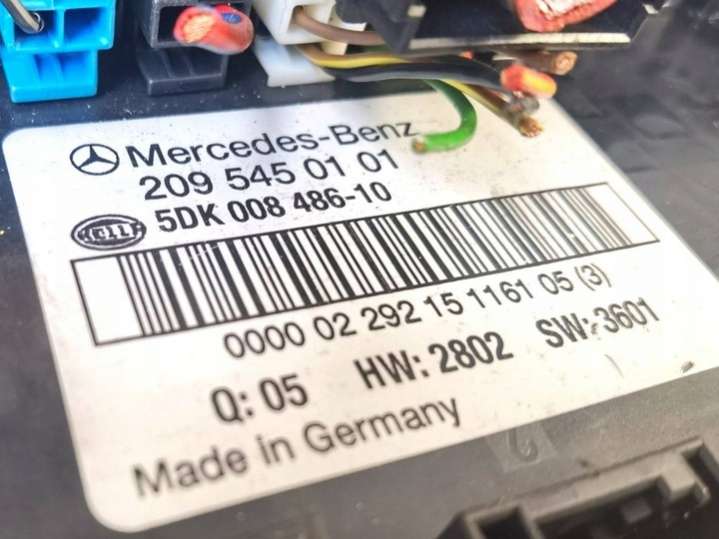 Mercedes-Benz
209 545 01 01
HELLA 5DK 008 486-10
0000 02 292 15 1161 05 (3)
Q: 05 HW: 2802 SW: 3601
Made in Germany